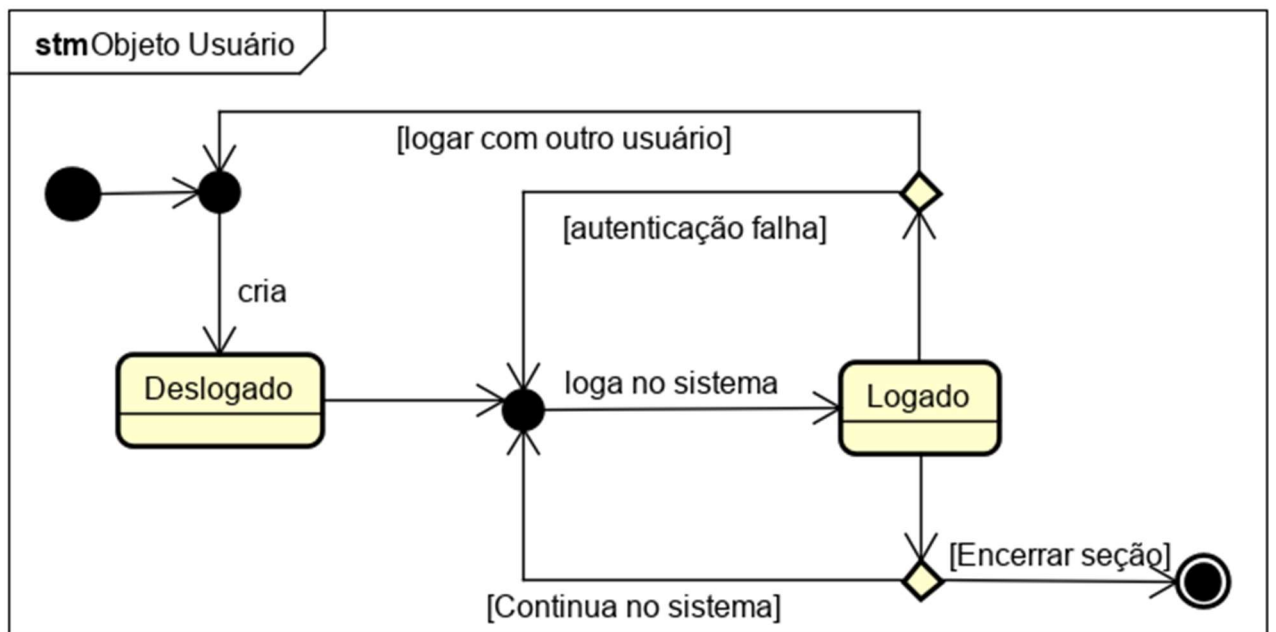 stm Objeto Usuário
[logar com outro usuário]
[autenticação falha]
cria
Deslogado
loga no sistema
Logado
[Encerrar seção]
[Continua no sistema]